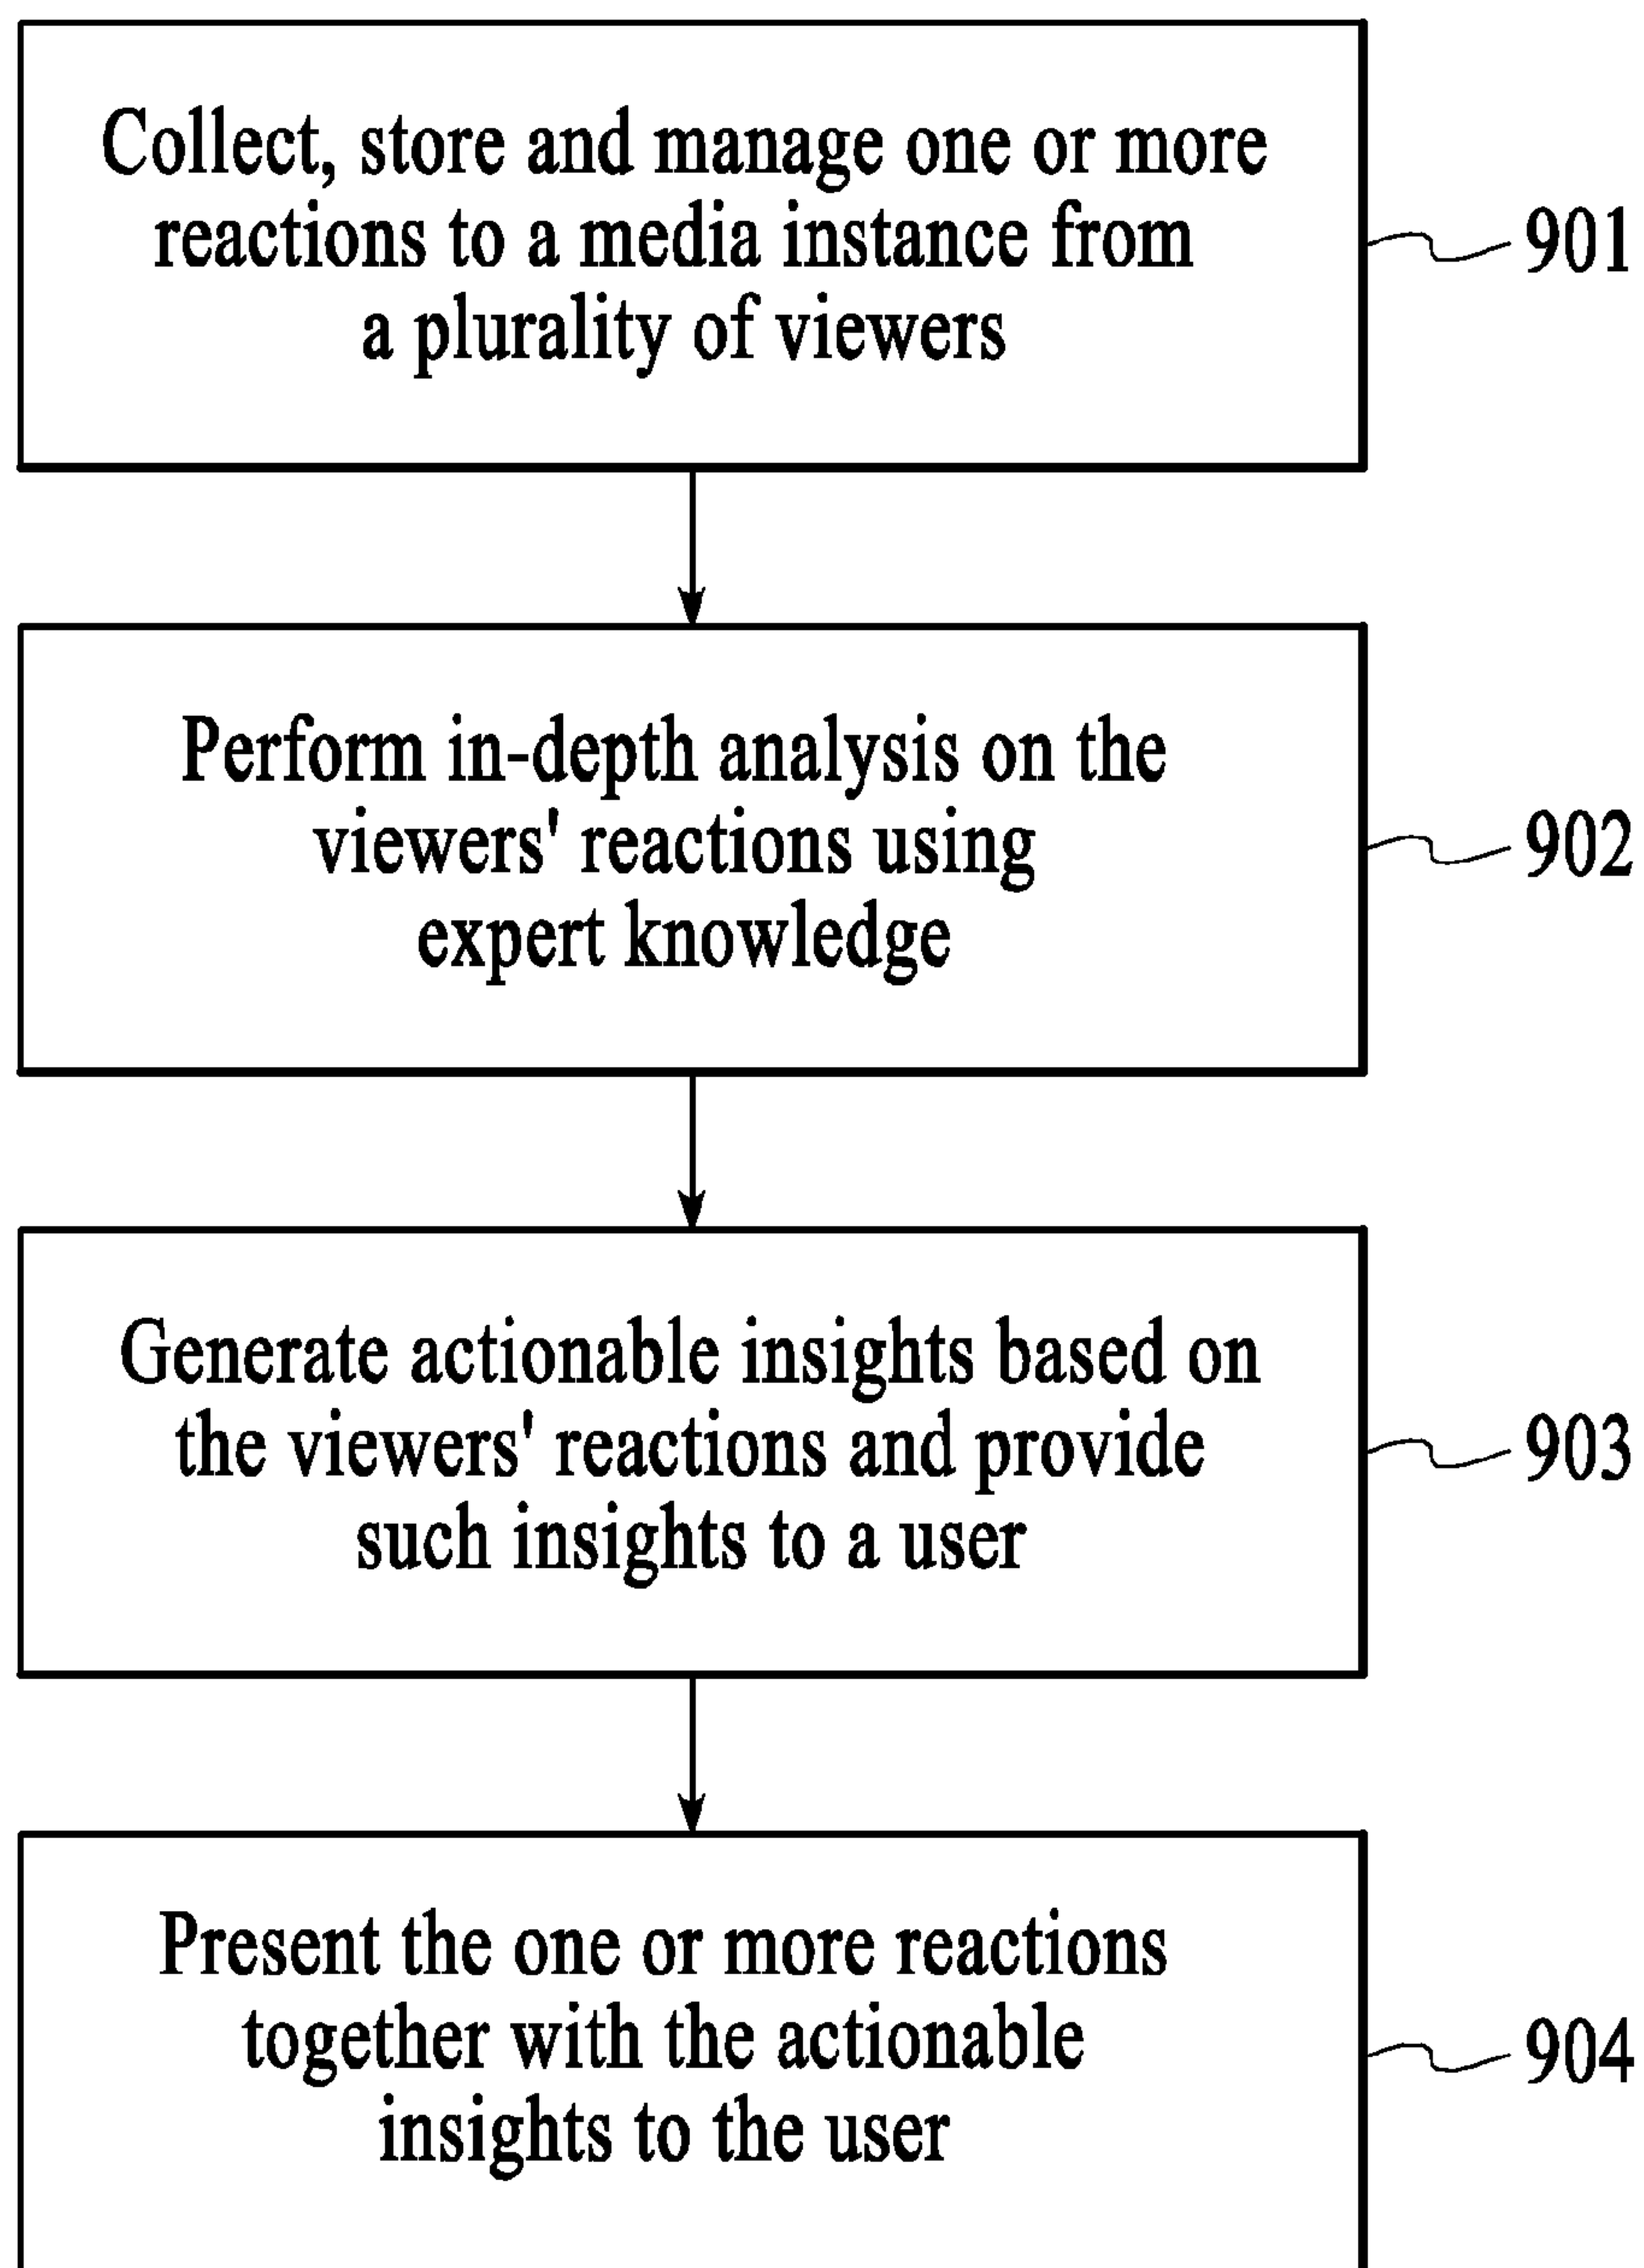 Collect, store and manage one or more
reactions to a media instance from
a plurality of viewers
901
Perform in-depth analysis on the
viewers' reactions using
expert knowledge
902
Generate actionable insights based on
the viewers' reactions and provide
such insights to a user
903
Present the one or more reactions
together with the actionable
insights to the user
904